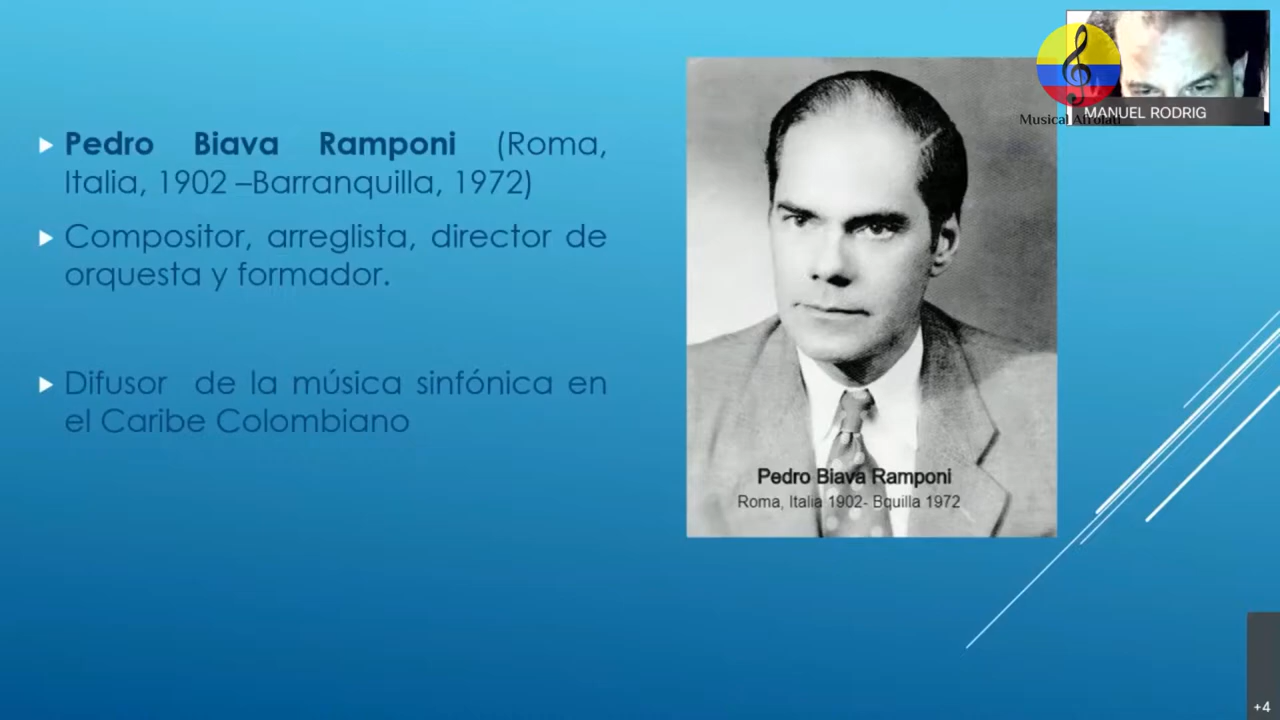 Pedro Biava Ramponi (Roma,
Italia, 1902 –Barranquilla, 1972)
Compositor, arreglista, director de
orquesta y formador.
Difusor de la música sinfónica en
el Caribe Colombiano
Pedro Biava Ramponi
Roma, Italia 1902- Bquilla 1972
MANUEL RODRIG
Musical
+4